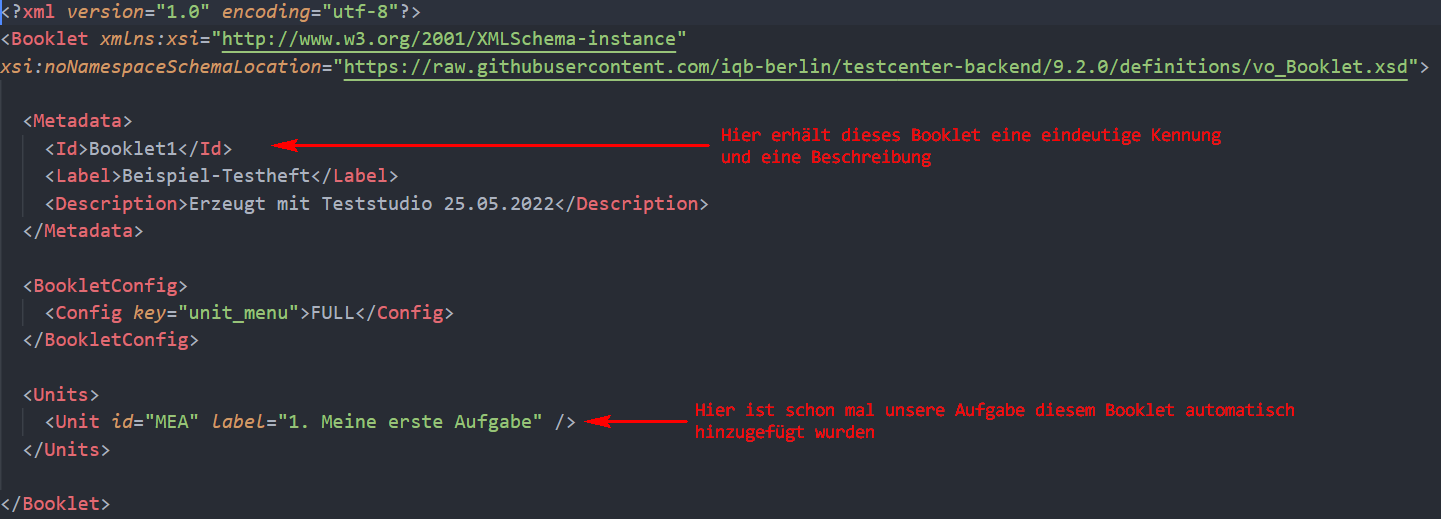 <?xml version="1.0" encoding="utf-8"?>
<Booklet xmlns:xsi="http://www.w3.org/2001/XMLSchema-instance"
xsi:noNamespaceSchemaLocation="https://raw.githubusercontent.com/iqb-berlin/testcenter-backend/9.2.0/definitions/vo_Booklet.xsd">
<Metadata>
<Id>Booklet1</Id>
Hier erhält dieses Booklet eine eindeutige Kennung
und eine Beschreibung
<Label>Beispiel-Testheft</Label>
<Description>Erzeugt mit Teststudio 25.05.2022</Description>
</Metadata>
<BookletConfig>
<Config key="unit_menu">FULL</Config>
</BookletConfig>
<Units>
<Unit id="MEA" label="1. Meine erste Aufgabe" />
Hier ist schon mal unsere Aufgabe diesem Booklet automatisch
hinzugefügt wurden
</Units>
</Booklet>